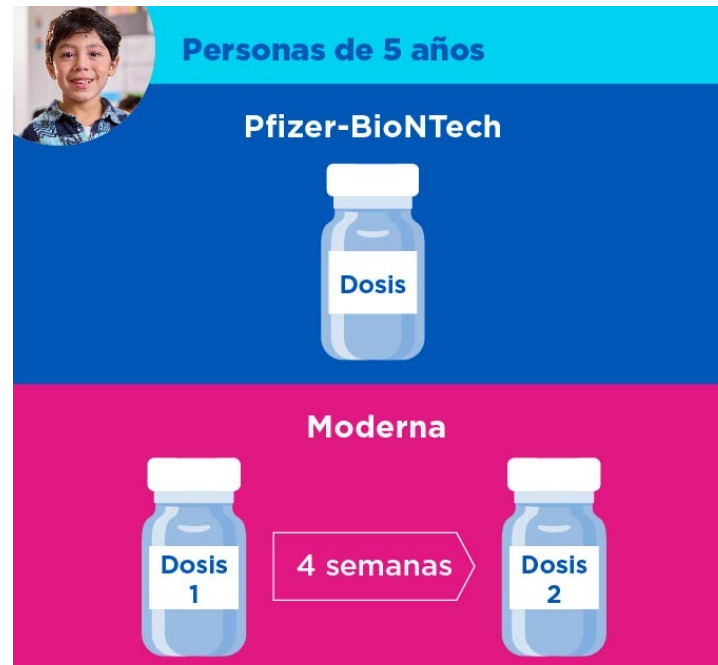 Personas de 5 años
Pfizer-BioNTech
Dosis
Moderna
Dosis
1
4 semanas
Dosis
2